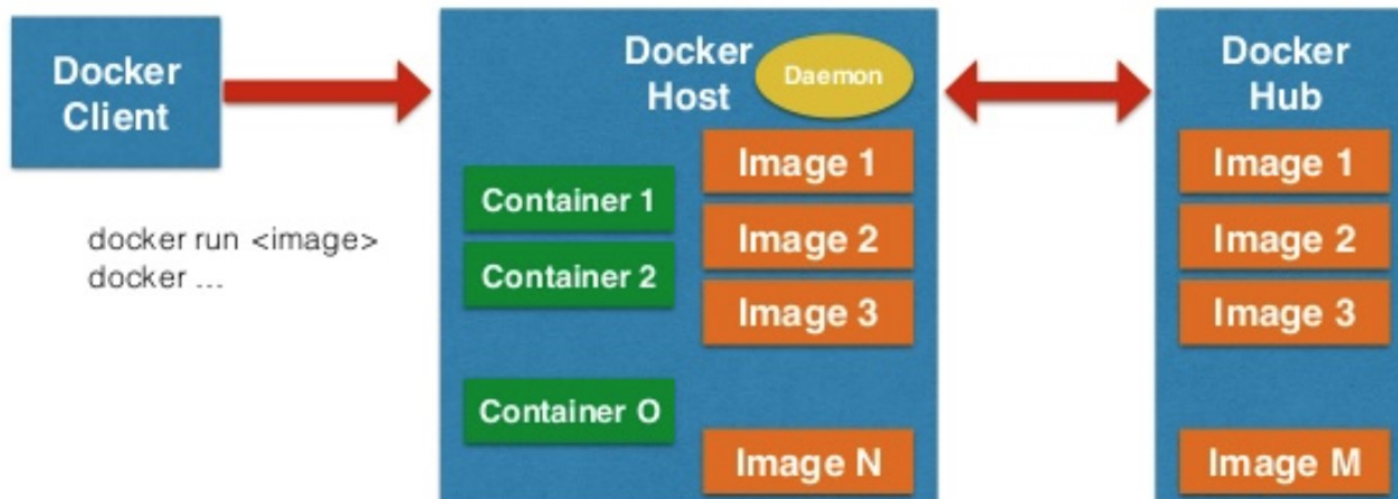 Docker
Client
docker run <image>
docker ...
Docker
Host
Daemon
Container 1
Container 2
Container O
Image 1
Image 2
Image 3
Image N
Docker
Hub
Image 1
Image 2
Image 3
Image M